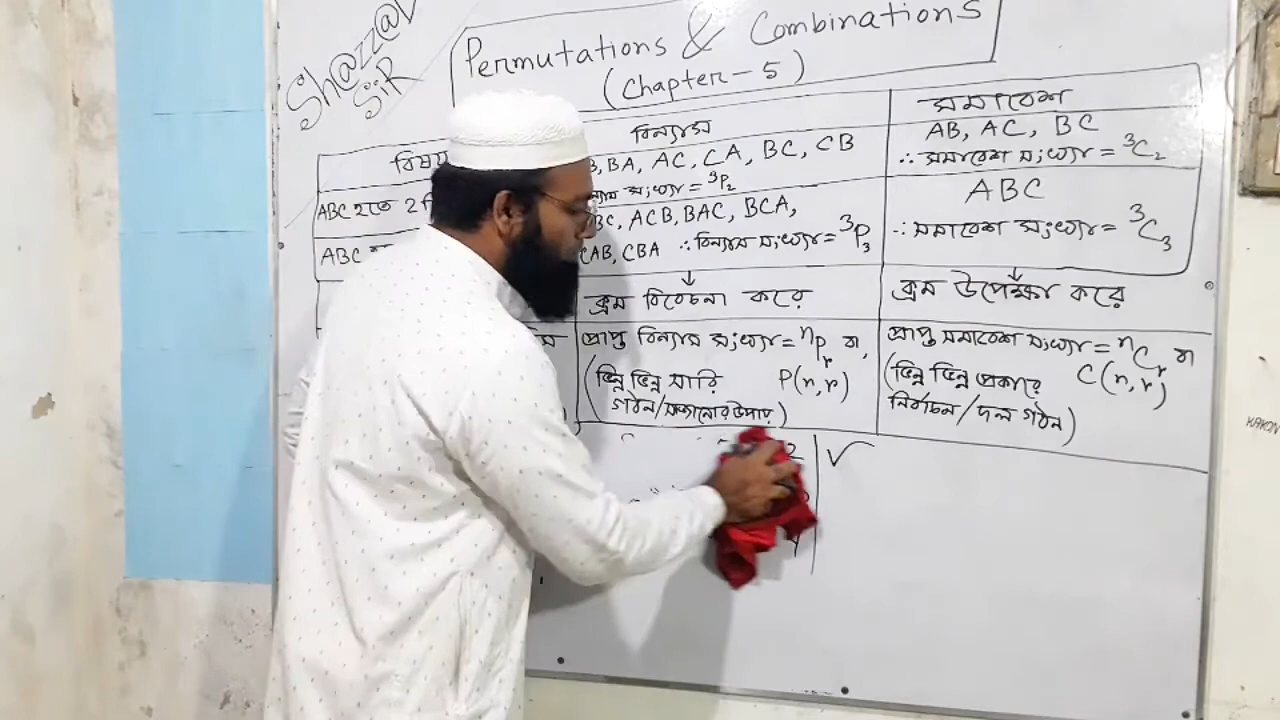 Sh@zz@d
SiR
Permutations & Combinations
(Chapter-5)
বিন্যাস
সমাবেশ
B, BA, AC, CA, BC, CB
সংখ্যা = ³P₂
AB, AC, BC
∴ সমাবেশ সংখ্যা = ³C₂
ABC হতে 2
BC, ACB, BAC, BCA,
CAB, CBA ∴ বিন্যাস সংখ্যা = ³P₃
ABC
∴ সমাবেশ সংখ্যা = ³C₃
ABC
↓
ক্রম বিবেচনা করে
↓
ক্রম উপেক্ষা করে
প্রাপ্ত বিন্যাস সংখ্যা = ⁿPᵣ বা,
(ভিন্ন ভিন্ন সারি P(n,r)
গঠন/সাজানোর উপায়)
প্রাপ্ত সমাবেশ সংখ্যা = ⁿCᵣ বা
(ভিন্ন ভিন্ন প্রকারে C(n,r)
নির্বাচন/দল গঠন)